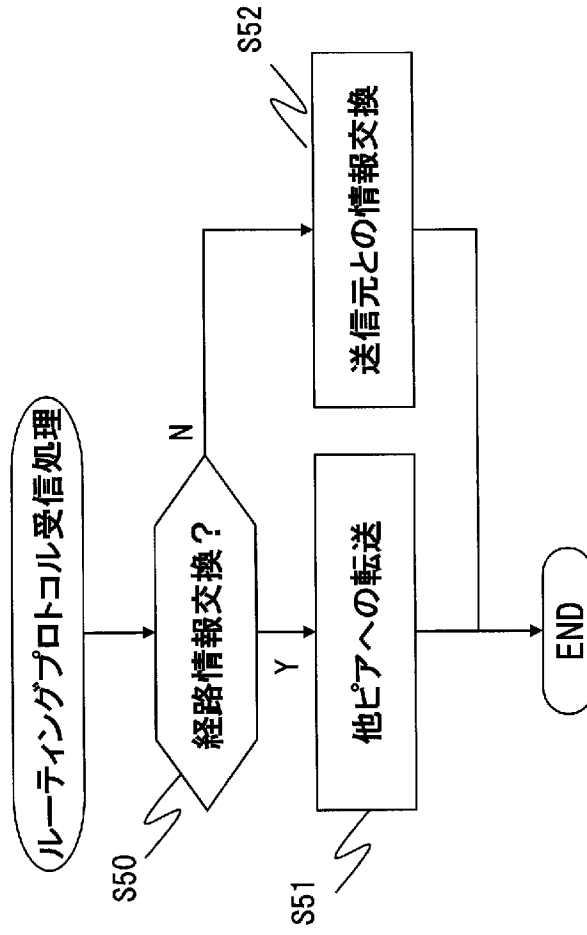 ルーティングプロトコル受信処理
S50
経路情報交換？
N
Y
S51
他ピアへの転送
S52
送信元との情報交換
END